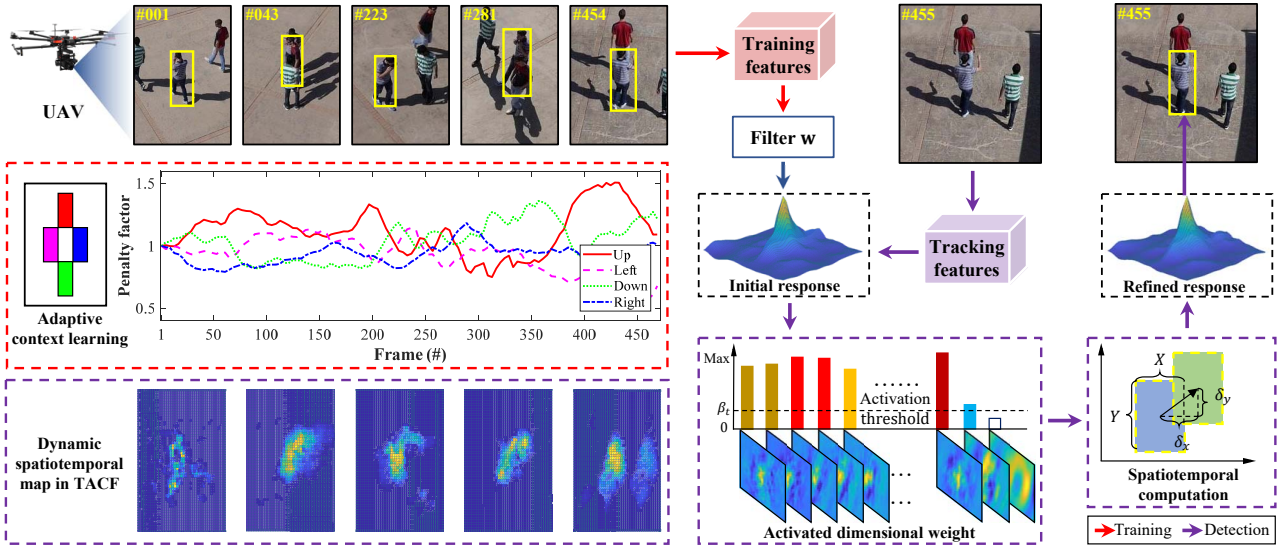 #001
#043
#223
#281
#454
UAV
Training
features
Filter w
#455
#455
Tracking
features
Initial response
Refined response
Adaptive
context learning
Penalty factor
1.5
1
0.5
Up
Left
Down
Right
1
50
100
150
200
250
300
350
400
450
Frame (#)
Dynamic
spatiotemporal
map in TACF
Max
βt
0
......
Activation
threshold
...
...
Activated dimensional weight
X
Y
δy
δx
Spatiotemporal
computation
Training
Detection